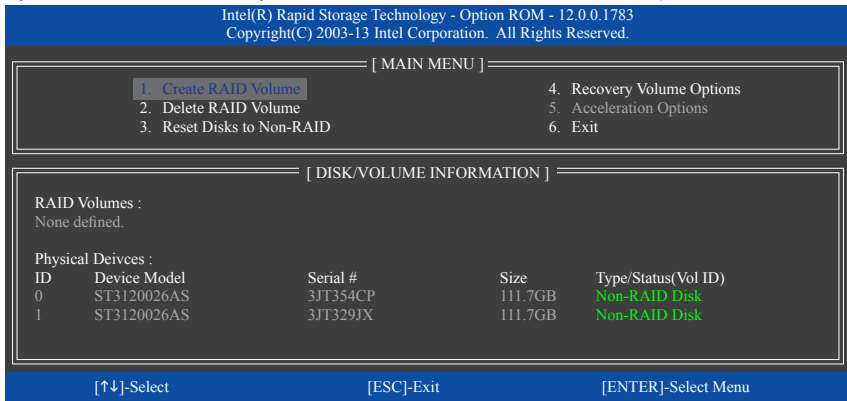 Intel(R) Rapid Storage Technology - Option ROM - 12.0.0.1783
Copyright(C) 2003-13 Intel Corporation. All Rights Reserved.
[ MAIN MENU ]
1. Create RAID Volume 4. Recovery Volume Options
2. Delete RAID Volume 5. Acceleration Options
3. Reset Disks to Non-RAID 6. Exit
[ DISK/VOLUME INFORMATION ]
RAID Volumes :
None defined.
Physical Deivces :
ID Device Model Serial # Size Type/Status(Vol ID)
0 ST3120026AS 3JT354CP 111.7GB Non-RAID Disk
1 ST3120026AS 3JT329JX 111.7GB Non-RAID Disk
[↑↓]-Select [ESC]-Exit [ENTER]-Select Menu